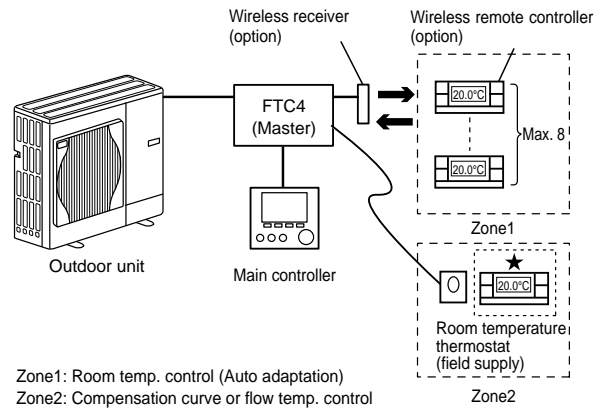 Wireless receiver
(option)
Wireless remote controller
(option)
FTC4
(Master)
20.0°C
Max. 8
20.0°C
Zone1
Outdoor unit
Main controller
★
20.0°C
Room temperature
thermostat
(field supply)
Zone2
Zone1: Room temp. control (Auto adaptation)
Zone2: Compensation curve or flow temp. control